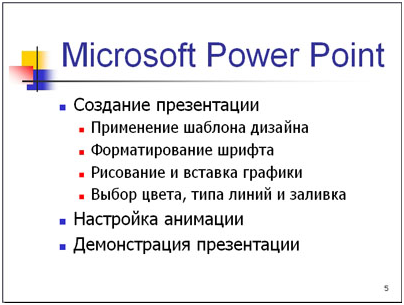 Microsoft Power Point
Создание презентации
Применение шаблона дизайна
Форматирование шрифта
Рисование и вставка графики
Выбор цвета, типа линий и заливка
Настройка анимации
Демонстрация презентации
5